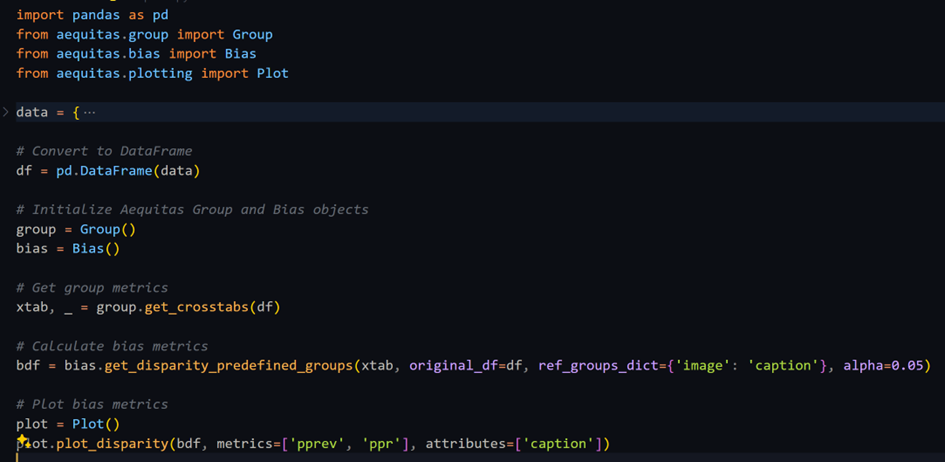 import pandas as pd
from aequitas.group import Group
from aequitas.bias import Bias
from aequitas.plotting import Plot
data = { ...
# Convert to DataFrame
df = pd.DataFrame(data)
# Initialize Aequitas Group and Bias objects
group = Group()
bias = Bias()
# Get group metrics
xtab, _ = group.get_crosstabs(df)
# Calculate bias metrics
bdf = bias.get_disparity_predefined_groups(xtab, original_df=df, ref_groups_dict={'image': 'caption'}, alpha=0.05)
# Plot bias metrics
plot = Plot()
plot.plot_disparity(bdf, metrics=['pprev', 'ppr'], attributes=['caption'])